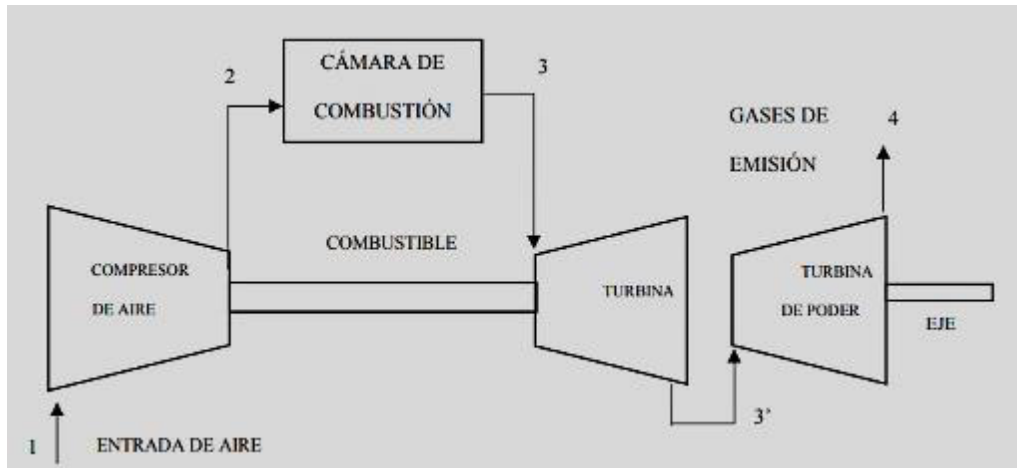 2
CÁMARA DE
COMBUSTIÓN
3
GASES DE
EMISIÓN
4
COMPRESOR
DE AIRE
COMBUSTIBLE
TURBINA
TURBINA
DE PODER
EJE
3’
1
ENTRADA DE AIRE